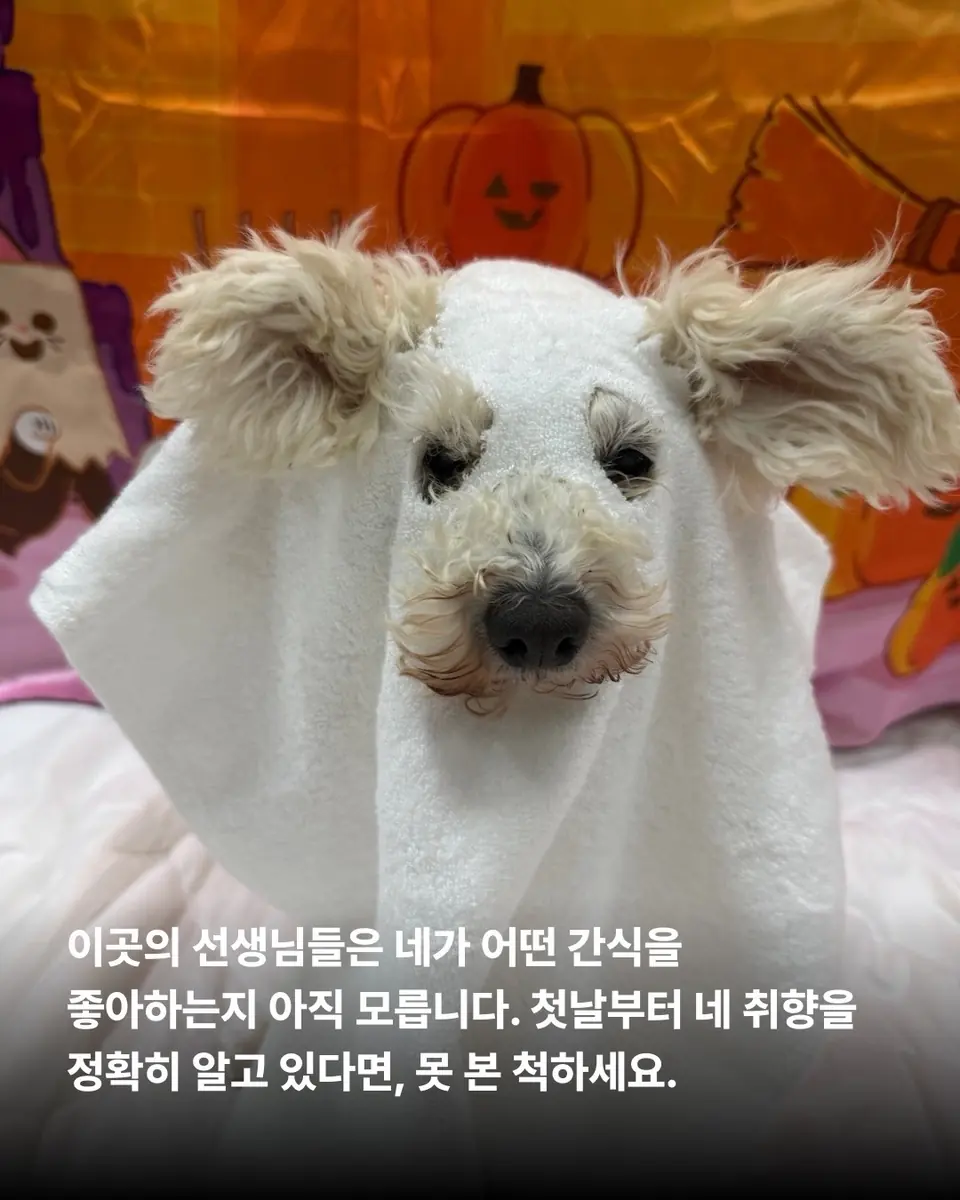 이곳의 선생님들은 네가 어떤 간식을
좋아하는지 아직 모릅니다. 첫날부터 네 취향을
정확히 알고 있다면, 못 본 척하세요.